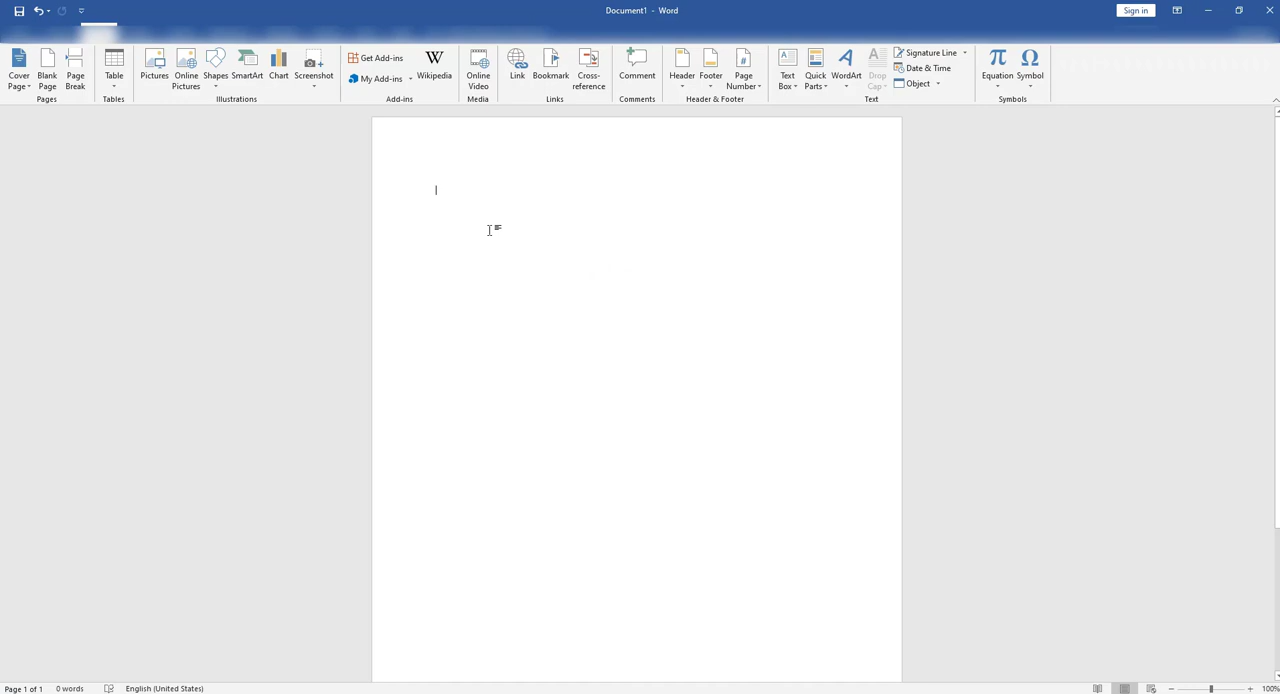 Document1 - Word
Sign in
Cover Page
Blank Page
Page Break
Table
Pictures
Online Pictures
Shapes
SmartArt
Chart
Screenshot
Get Add-ins
My Add-ins
W
Wikipedia
Online Video
Link
Bookmark
Cross-reference
Comment
Header
Footer
Page Number
Text Box
Quick Parts
WordArt
Drop Cap
Signature Line
Date & Time
Object
π
Equation
Ω
Symbol
Pages
Tables
Illustrations
Add-ins
Media
Links
Comments
Header & Footer
Text
Symbols
Page 1 of 1
0 words
English (United States)
100%